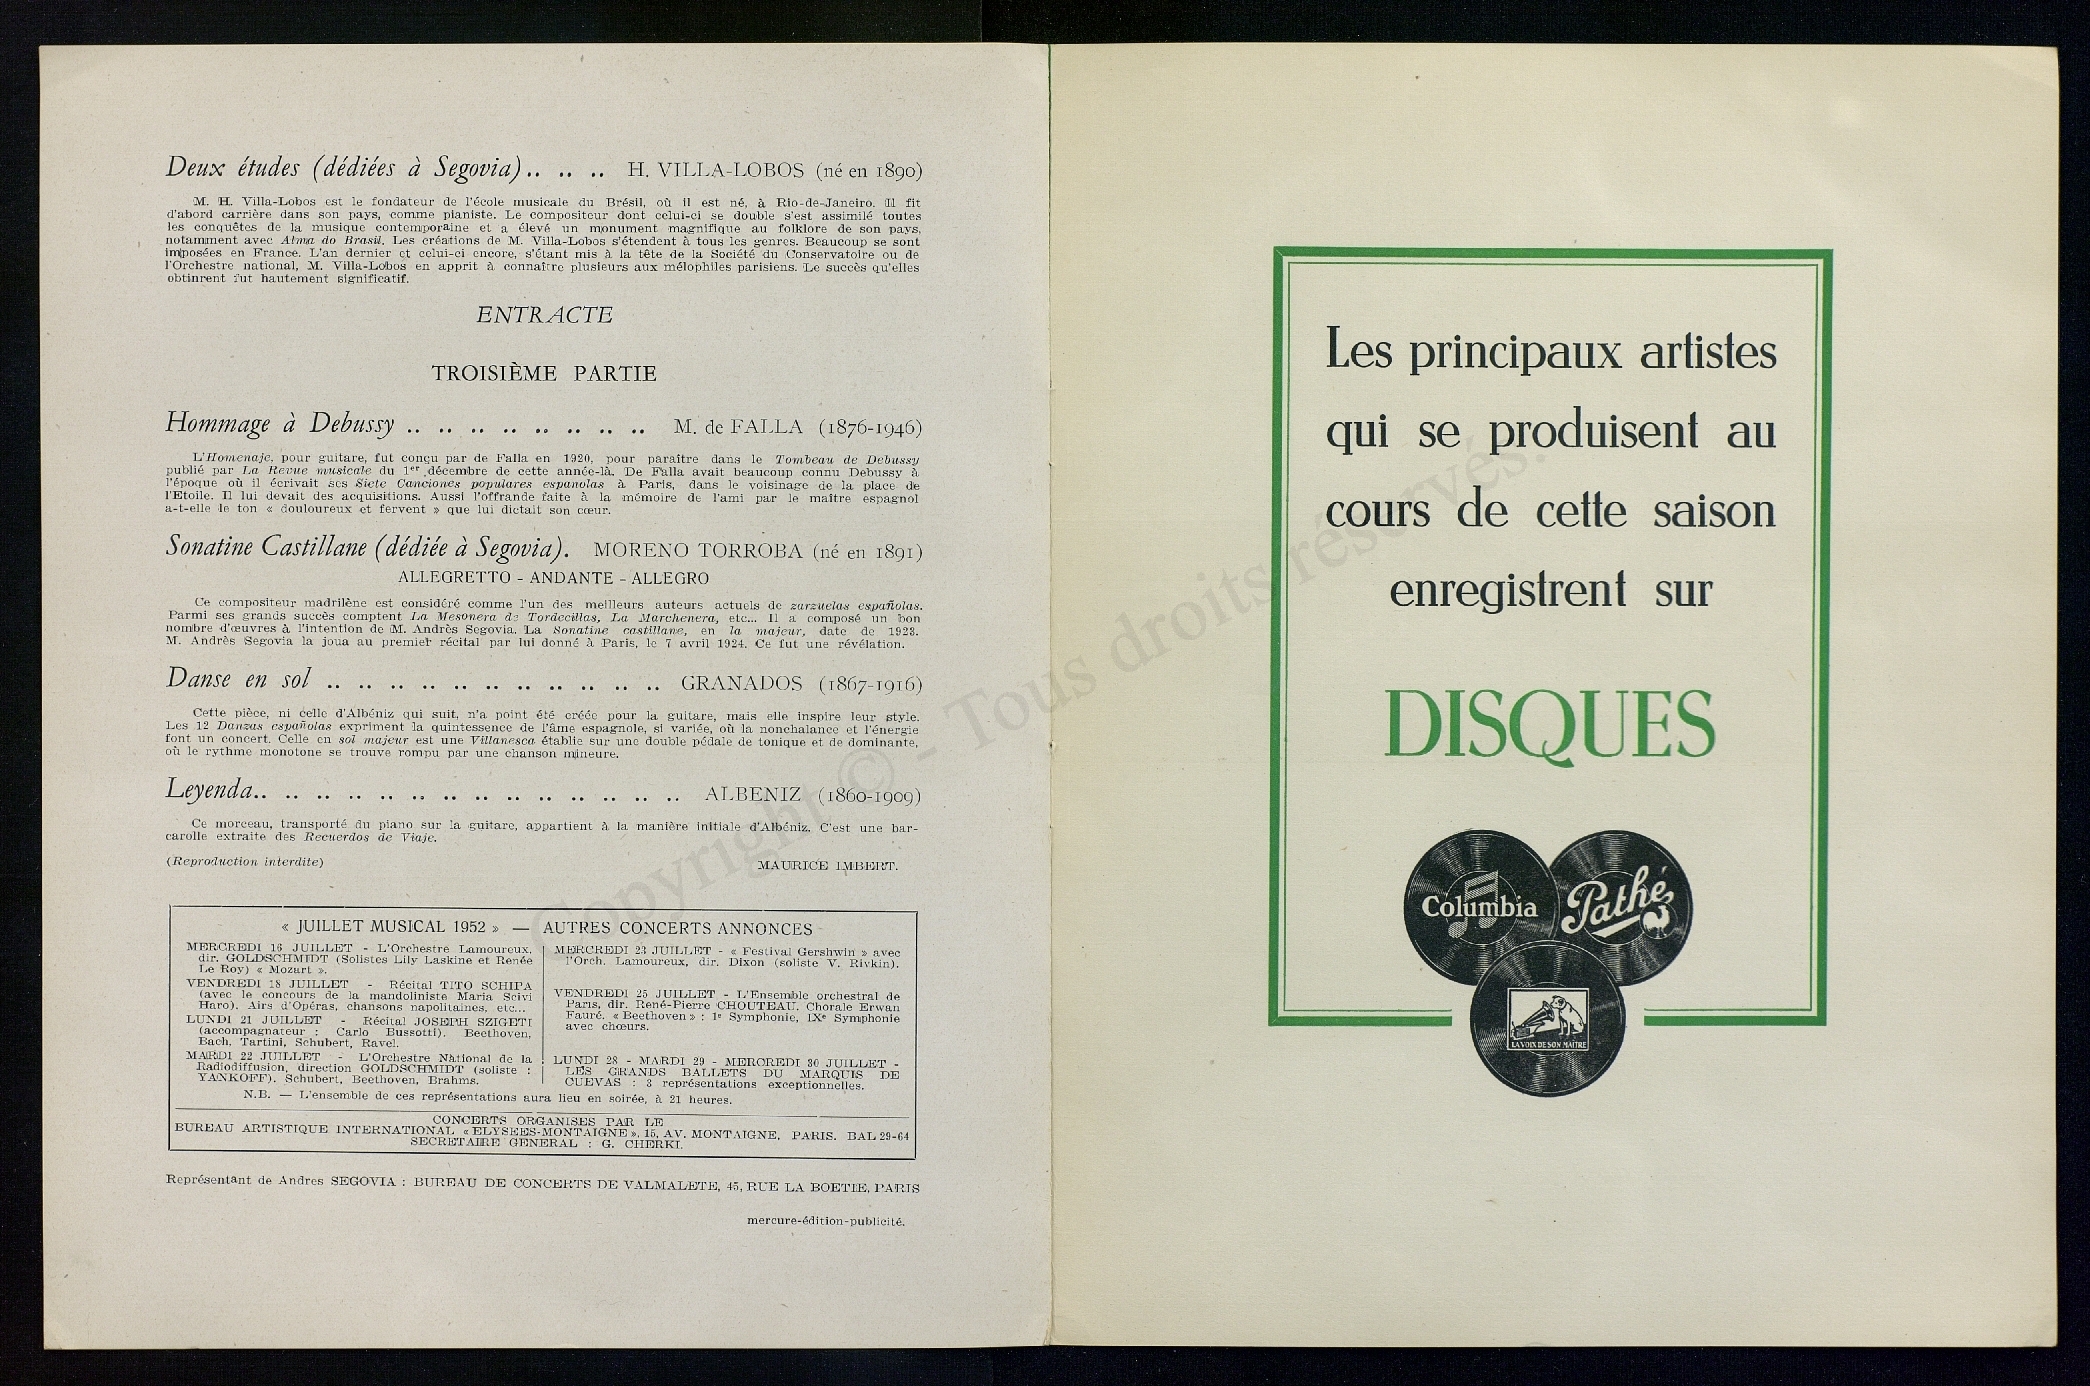 Deux études (dédiées à Segovia).. .. .. H. VILLA-LOBOS (né en 1890)
M. H. Villa-Lobos est le fondateur de l'école musicale du Brésil, où il est né, à Rio-de-Janeiro. Il fit
d'abord carrière dans son pays, comme pianiste. Le compositeur dont celui-ci se double s'est assimilé toutes
les conquêtes de la musique contemporaine et a élevé un monument magnifique au folklore de son pays,
notamment avec Alma do Brasil. Les créations de M. Villa-Lobos s'étendent à tous les genres. Beaucoup se sont
imposées en France. L'an dernier et celui-ci encore, s'étant mis à la tête de la Société du Conservatoire ou de
l'Orchestre national, M. Villa-Lobos en apprit à connaître plusieurs aux mélophiles parisiens. Le succès qu'elles
obtinrent fut hautement significatif.
ENTRACTE
TROISIÈME PARTIE
Hommage à Debussy .. .. .. .. .. .. .. .. M. de FALLA (1876-1946)
L'Homenaje, pour guitare, fut conçu par de Falla en 1920, pour paraître dans le Tombeau de Debussy
publié par La Revue musicale du 1er décembre de cette année-là. De Falla avait beaucoup connu Debussy à
l'époque où il écrivait ses Siete Canciones populares espanolas à Paris, dans le voisinage de la place de
l'Etoile. Il lui devait des acquisitions. Aussi l'offrande faite à la mémoire de l'ami par le maître espagnol
a-t-elle le ton « douloureux et fervent » que lui dictait son cœur.
Sonatine Castillane (dédiée à Segovia). MORENO TORROBA (né en 1891)
ALLEGRETTO - ANDANTE - ALLEGRO
Ce compositeur madrilène est considéré comme l'un des meilleurs auteurs actuels de zarzuelas españolas.
Parmi ses grands succès comptent La Mesonera de Tordecillas, La Marchenera, etc... Il a composé un bon
nombre d'œuvres à l'intention de M. Andrès Segovia. La Sonatine castillane, en la majeur, date de 1923.
M. Andrès Segovia la joua au premier récital par lui donné à Paris, le 7 avril 1924. Ce fut une révélation.
Danse en sol .. .. .. .. .. .. .. .. .. .. .. GRANADOS (1867-1916)
Cette pièce, ni celle d'Albéniz qui suit, n'a point été créée pour la guitare, mais elle inspire leur style.
Les 12 Danzas españolas expriment la quintessence de l'âme espagnole, si variée, où la nonchalance et l'énergie
font un concert. Celle en sol majeur est une Villanesca établie sur une double pédale de tonique et de dominante,
où le rythme monotone se trouve rompu par une chanson mineure.
Leyenda.. .. .. .. .. .. .. .. .. .. .. .. .. .. ALBENIZ (1860-1909)
Ce morceau, transporté du piano sur la guitare, appartient à la manière initiale d'Albéniz. C'est une bar-
carolle extraite des Recuerdos de Viaje.
(Reproduction interdite) MAURICE IMBERT.
« JUILLET MUSICAL 1952 » — AUTRES CONCERTS ANNONCES
MERCREDI 16 JUILLET - L'Orchestre Lamoureux,
dir. GOLDSCHMIDT (Solistes Lily Laskine et Renée
Le Roy) « Mozart ».
VENDREDI 18 JUILLET - Récital TITO SCHIPA
(avec le concours de la mandoliniste Maria Scivi
Haro). Airs d'Opéras, chansons napolitaines, etc...
LUNDI 21 JUILLET - Récital JOSEPH SZIGETI
(accompagnateur : Carlo Bussotti). Beethoven,
Bach, Tartini, Schubert, Ravel.
MARDI 22 JUILLET - L'Orchestre National de la
Radiodiffusion, direction GOLDSCHMIDT (soliste :
YANKOFF). Schubert, Beethoven, Brahms.
MERCREDI 23 JUILLET - « Festival Gershwin » avec
l'Orch. Lamoureux, dir. Dixon (soliste V. Rivkin).
VENDREDI 25 JUILLET - L'Ensemble orchestral de
Paris, dir. René-Pierre CHOUTEAU, Chorale Erwan
Fauré. « Beethoven » : 1e Symphonie, IXe Symphonie
avec chœurs.
LUNDI 28 - MARDI 29 - MERCREDI 30 JUILLET -
LES GRANDS BALLETS DU MARQUIS DE
CUEVAS : 3 représentations exceptionnelles.
N.B. — L'ensemble de ces représentations aura lieu en soirée, à 21 heures.
CONCERTS ORGANISES PAR LE
BUREAU ARTISTIQUE INTERNATIONAL « ELYSEES-MONTAIGNE », 15, AV. MONTAIGNE, PARIS. BAL 29-64
SECRETAIRE GENERAL : G. CHERKI.
Représentant de Andres SEGOVIA : BUREAU DE CONCERTS DE VALMALETE, 45, RUE LA BOETIE, PARIS
mercure-édition-publicité.
Les principaux artistes
qui se produisent au
cours de cette saison
enregistrent sur
DISQUES
Columbia
Pathé
LA VOIX DE SON MAITRE
Copyright © - Tous droits réservés.